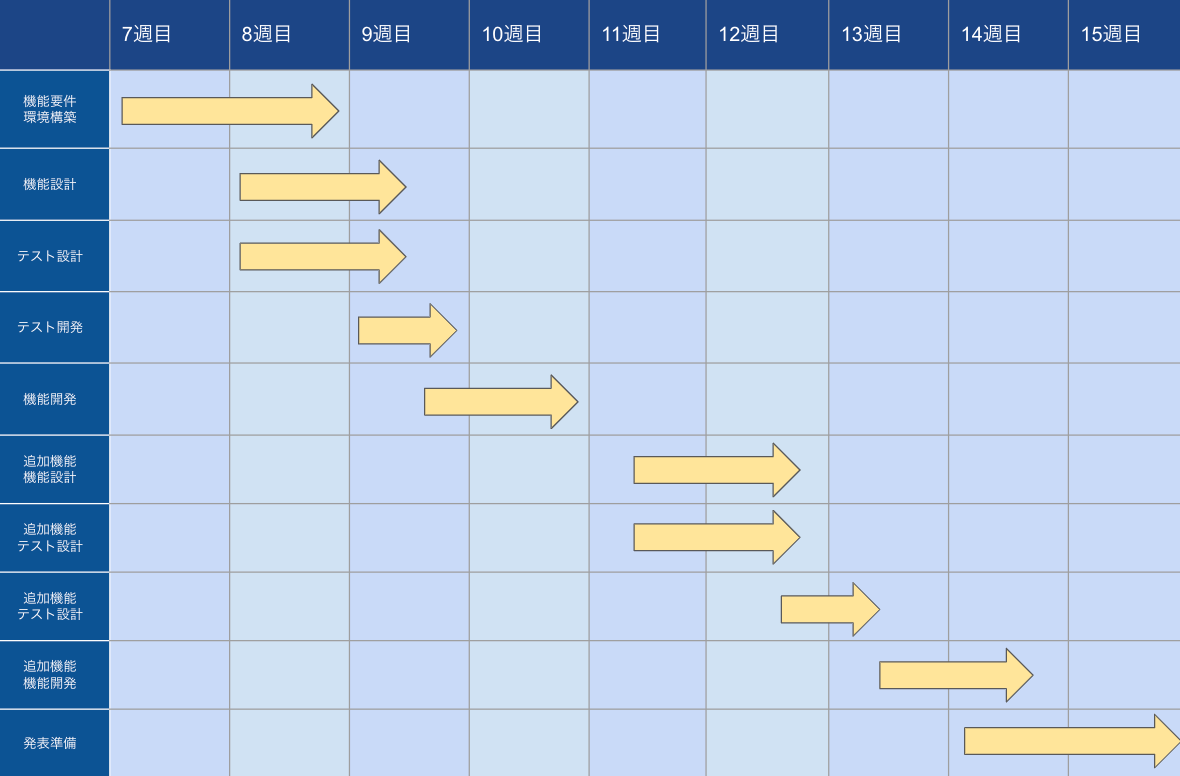 7週目 8週目 9週目 10週目 11週目 12週目 13週目 14週目 15週目
機能要件
環境構築
機能設計
テスト設計
テスト開発
機能開発
追加機能
機能設計
追加機能
テスト設計
追加機能
テスト設計
追加機能
機能開発
発表準備